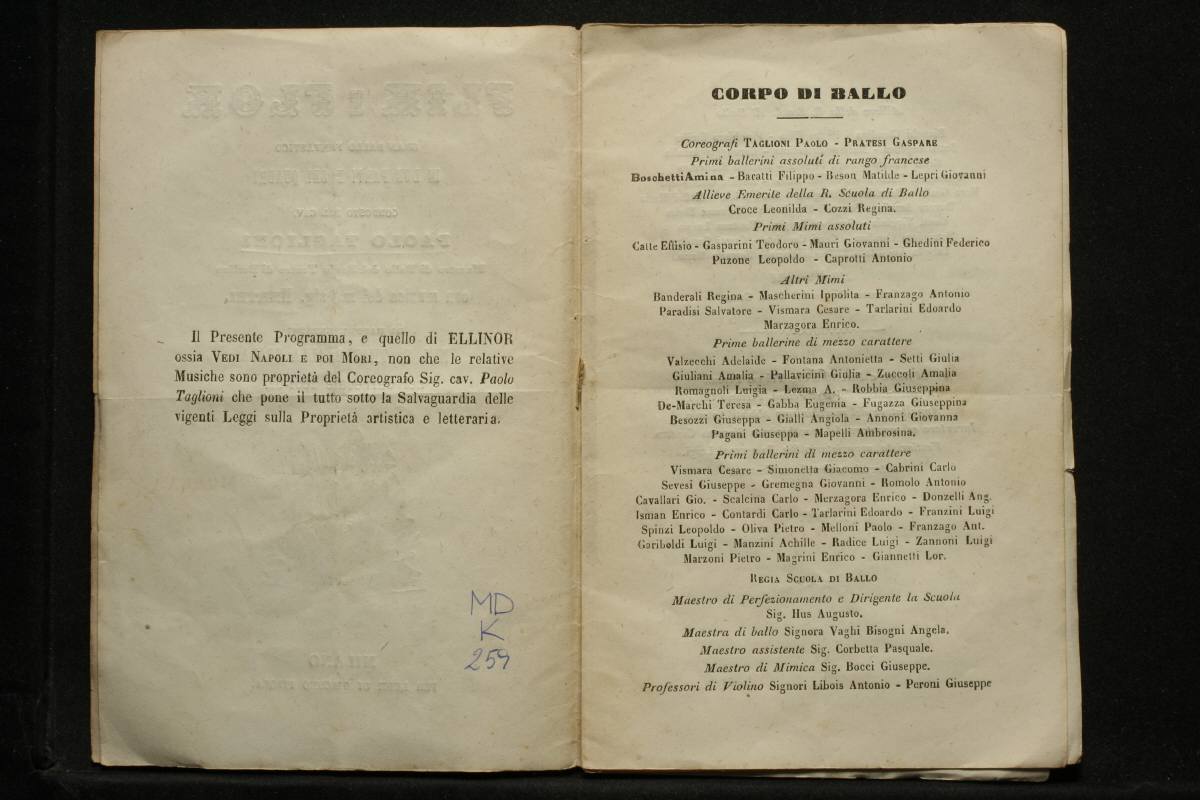 Il Presente Programma, e quello di ELLINOR
ossia VEDI NAPOLI E POI MORI, non che le relative
Musiche sono proprietá del Coreografo Sig. cav. Paolo
Taglioni che pone il tutto sotto la Salvaguardia delle
vigenti Leggi sulla Proprietá artistica e letteraria.
MD
K
259
CORPO DI BALLO
Coreografi TAGLIONI PAOLO - PRATESI GASPARE
Primi ballerini assoluti di rango francese
Boschetti Amina - Baratti Filippo - Beson Matilde - Lepri Giovanni
Allieve Emerite della R. Scuola di Ballo
Croce Leonilda - Cozzi Regina.
Primi Mimi assoluti
Catte Effisio - Gasparini Teodoro - Mauri Giovanni - Ghedini Federico
Puzone Leopoldo - Caprotti Antonio
Altri Mimi
Banderali Regina - Mascherini Ippolita - Franzago Antonio
Paradisi Salvatore - Vismara Cesare - Tarlarini Edoardo
Marzagora Enrico.
Prime ballerine di mezzo carattere
Valzecchi Adelaide - Fontana Antonietta - Setti Giulia
Giuliani Amalia - Pallavicini Giulia - Zuccoli Amalia
Romagnoli Luigia - Lezma A. - Robbia Giuseppina
De-Marchi Teresa - Gabba Eugenia - Fugazza Giuseppina
Besozzi Giuseppa - Gialli Angiola - Annoni Giovanna
Pagani Giuseppa - Mapelli Ambrosina.
Primi ballerini di mezzo carattere
Vismara Cesare - Simonetta Giacomo - Cabrini Carlo
Sevesi Giuseppe - Gremegna Giovanni - Romolo Antonio
Cavallari Gio. - Scalcina Carlo - Merzagora Enrico - Donzelli Ang.
Isman Enrico - Contardi Carlo - Tarlarini Edoardo - Franzini Luigi
Spinzi Leopoldo - Oliva Pietro - Melloni Paolo - Franzago Ant.
Gariboldi Luigi - Manzini Achille - Radice Luigi - Zannoni Luigi
Marzoni Pietro - Magrini Enrico - Giannetti Lor.
REGIA SCUOLA DI BALLO
Maestro di Perfezionamento e Dirigente la Scuola
Sig. Hus Augusto.
Maestra di ballo Signora Vaghi Bisogni Angela.
Maestro assistente Sig. Corbetta Pasquale.
Maestro di Mimica Sig. Bocci Giuseppe.
Professori di Violino Signori Libois Antonio - Peroni Giuseppe